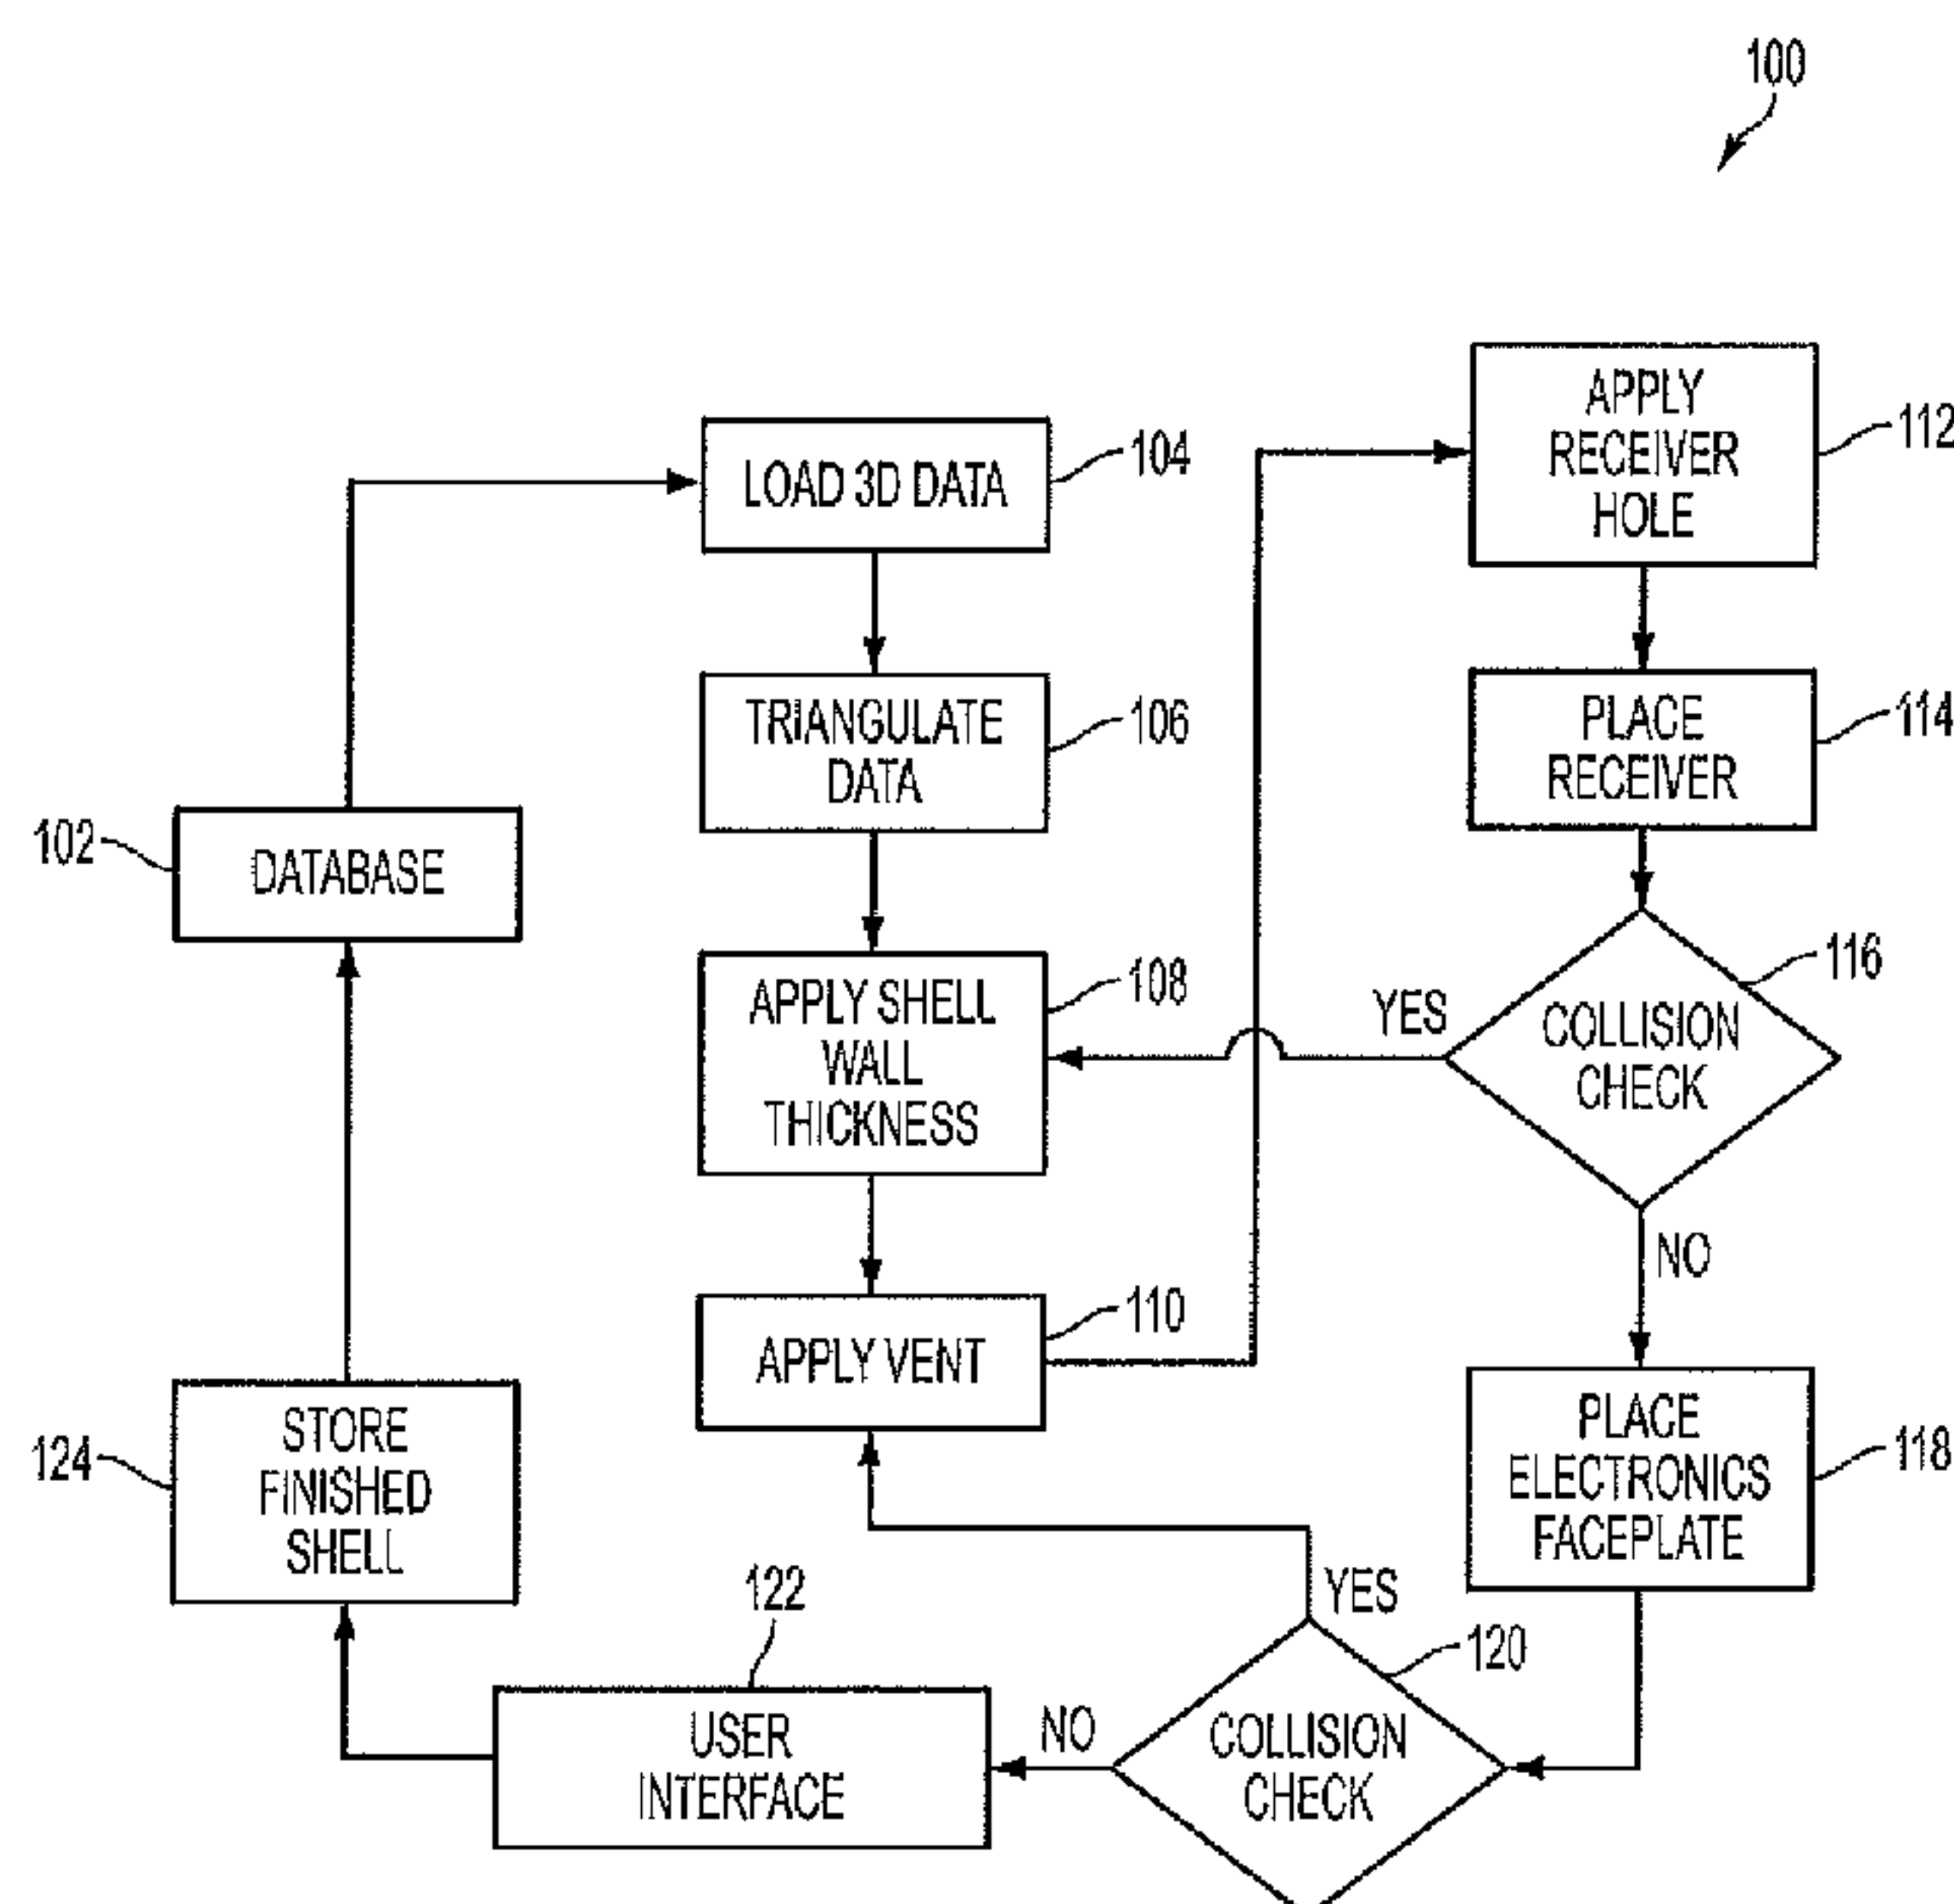 100
LOAD 3D DATA
104
TRIANGULATE
DATA
106
102
DATABASE
APPLY SHELL
WALL
THICKNESS
108
APPLY VENT
110
APPLY
RECEIVER
HOLE
112
PLACE
RECEIVER
114
COLLISION
CHECK
116
YES
NO
PLACE
ELECTRONICS
FACEPLATE
118
COLLISION
CHECK
120
YES
NO
122
USER
INTERFACE
124
STORE
FINISHED
SHELL